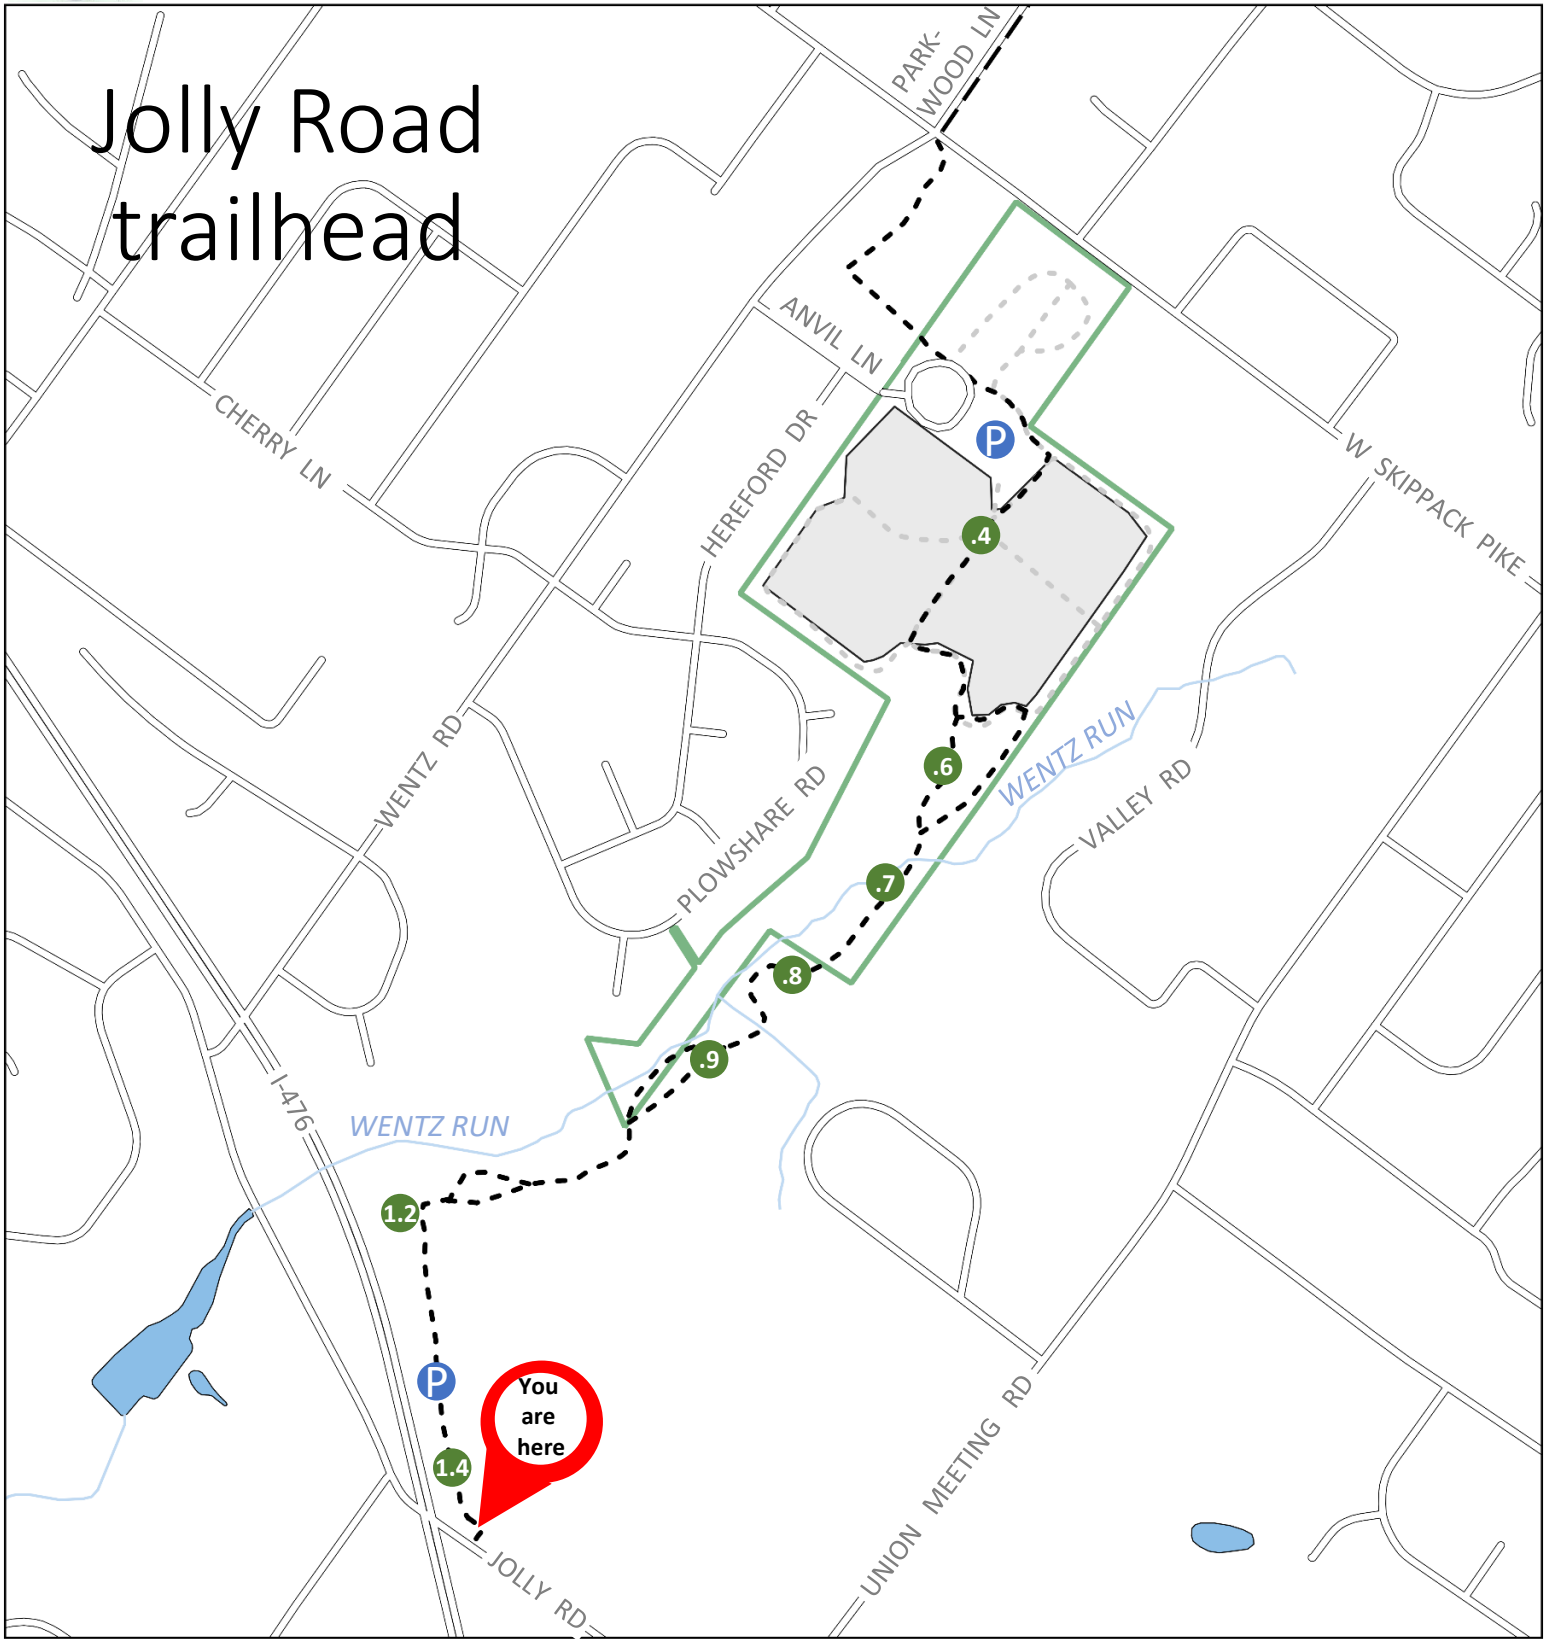 Jolly Road
trailhead
PARK-
WOOD LN
ANVIL LN
CHERRY LN
HEREFORD DR
P
W SKIPPACK PIKE
.4
WENTZ RD
WENTZ RUN
.6
PLOWSHARE RD
VALLEY RD
.7
.8
.9
I-476
WENTZ RUN
1.2
P
You
are
here
1.4
UNION MEETING RD
JOLLY RD